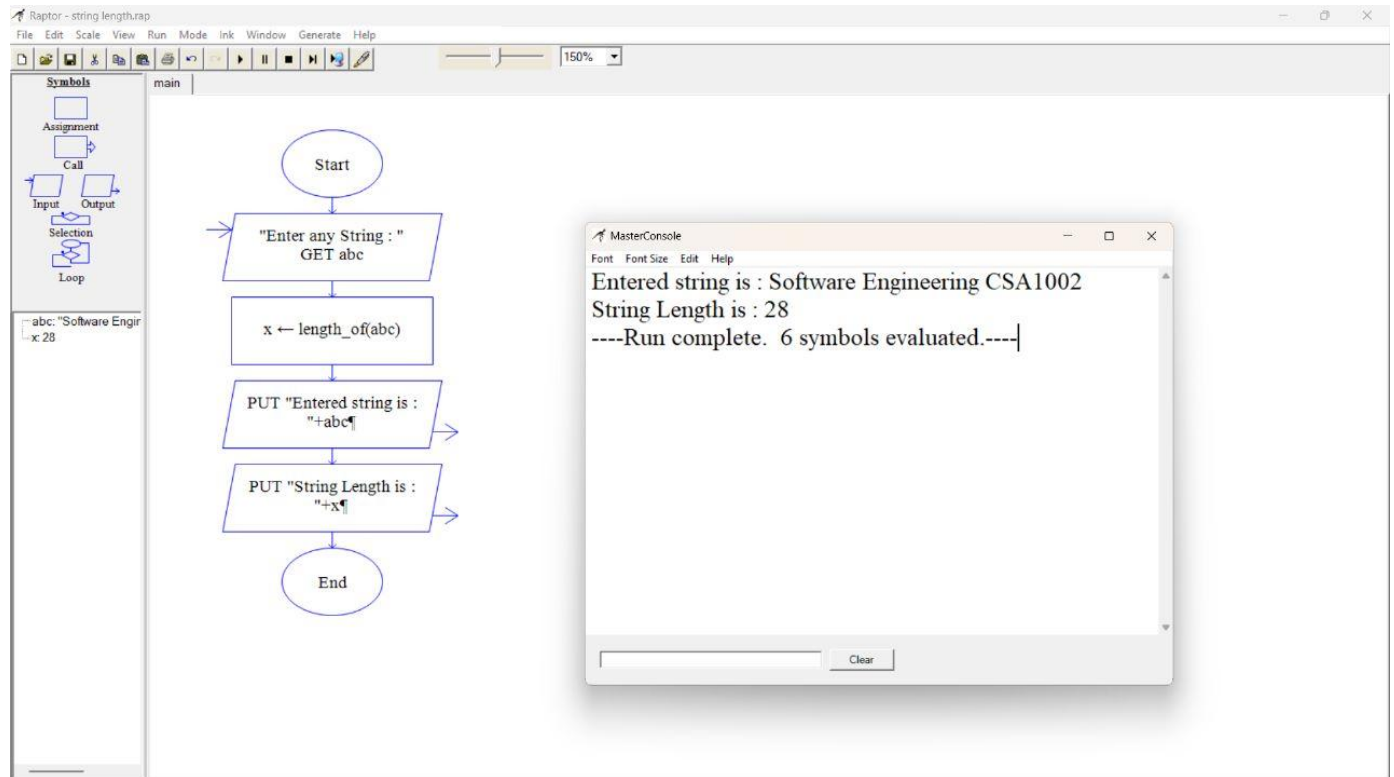 Raptor - string length.rap
File Edit Scale View Run Mode Ink Window Generate Help
150%
Symbols
main
Assignment
Call
Input Output
Selection
Loop
abc: "Software Engir
x: 28
Start
"Enter any String : "
GET abc
x ← length_of(abc)
PUT "Entered string is :
"+abc¶
PUT "String Length is :
"+x¶
End
MasterConsole
Font Font Size Edit Help
Entered string is : Software Engineering CSA1002
String Length is : 28
----Run complete.  6 symbols evaluated.----
Clear